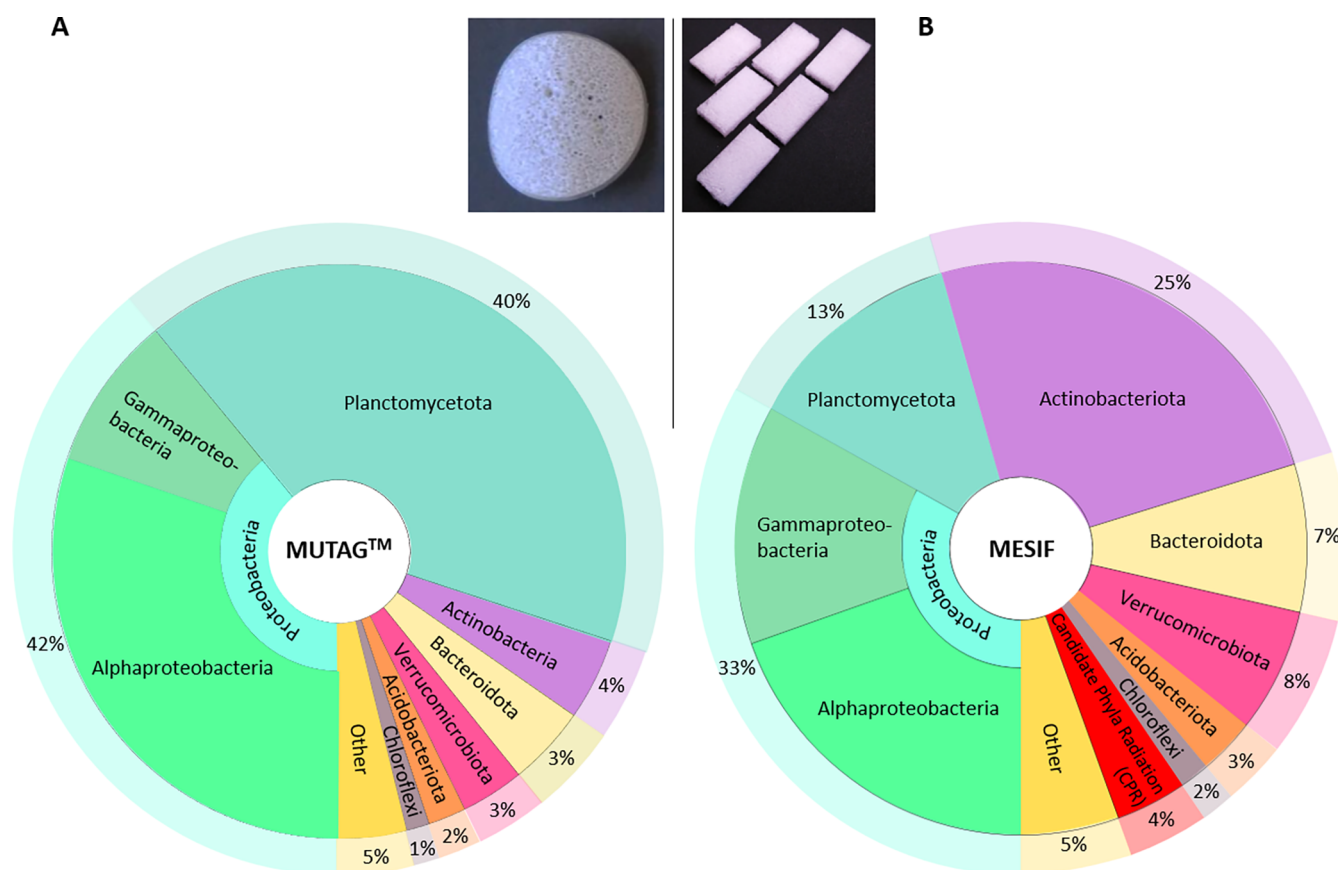 A
B
40%
Planctomycetota
Gammaproteo-
bacteria
Proteobacteria
MUTAG™
42%
Alphaproteobacteria
Actinobacteria
4%
Bacteroidota
3%
Verrucomicrobiota
3%
Acidobacteriota
2%
Chloroflexi
1%
Other
5%
25%
13%
Planctomycetota
Actinobacteriota
Gammaproteo-
bacteria
Proteobacteria
MESIF
Bacteroidota
7%
Verrucomicrobiota
8%
33%
Alphaproteobacteria
Acidobacteriota
3%
Chloroflexi
2%
Candidate Phyla Radiation
(CPR)
4%
Other
5%